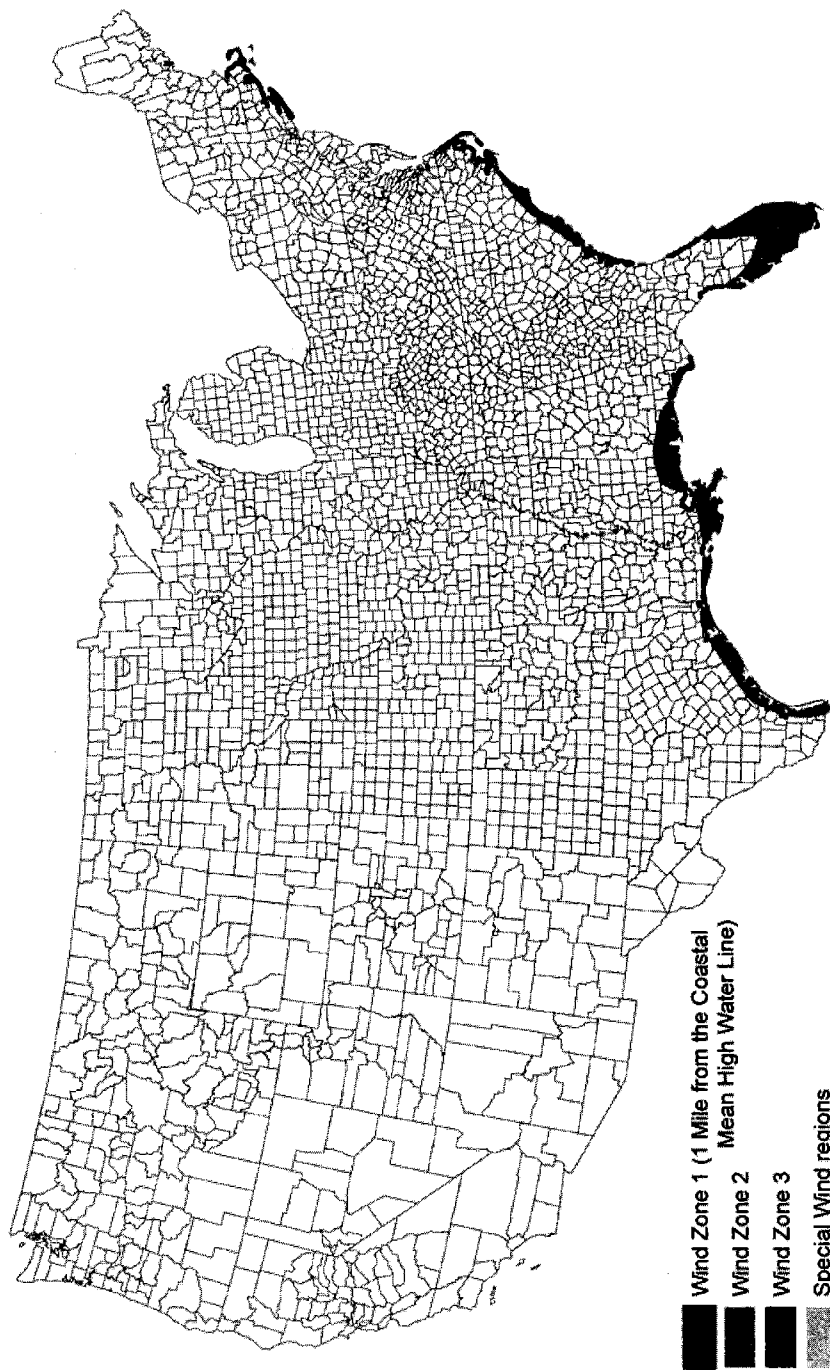 Wind Zone 1 (1 Mile from the Coastal
Mean High Water Line)
Wind Zone 2
Wind Zone 3
Special Wind regions